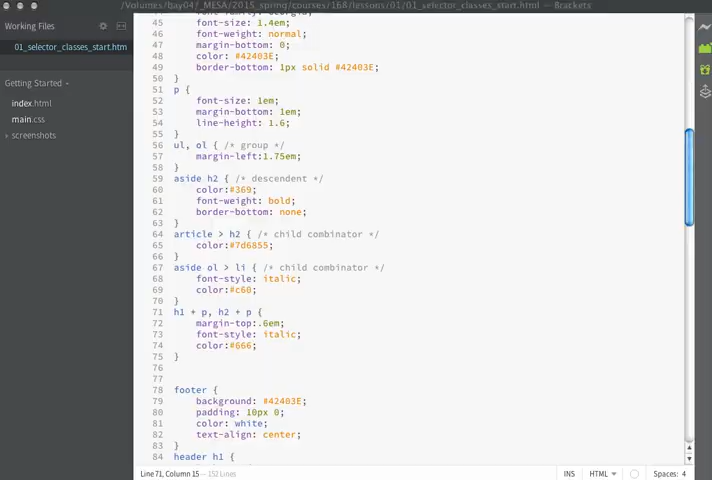 /Volumes/bay04/_MESA/2015_spring/courses/168/lessons/01/01_selector_classes_start.html — Brackets
Working Files
01_selector_classes_start.htm
Getting Started
index.html
main.css
screenshots
45 font-size: 1.4em;
46 font-weight: normal;
47 margin-bottom: 0;
48 color: #42403E;
49 border-bottom: 1px solid #42403E;
50 }
51 p {
52 font-size: 1em;
53 margin-bottom: 1em;
54 line-height: 1.6;
55 }
56 ul, ol { /* group */
57 margin-left:1.75em;
58 }
59 aside h2 { /* descendent */
60 color:#369;
61 font-weight: bold;
62 border-bottom: none;
63 }
64 article > h2 { /* child combinator */
65 color:#7d6855;
66 }
67 aside ol > li { /* child combinator */
68 font-style: italic;
69 color:#c60;
70 }
71 h1 + p, h2 + p {
72 margin-top:.6em;
73 font-style: italic;
74 color:#666;
75 }
76
77
78 footer {
79 background: #42403E;
80 padding: 10px 0;
81 color: white;
82 text-align: center;
83 }
84 header h1 {
Line 71, Column 15 — 152 Lines
INS
HTML
Spaces: 4